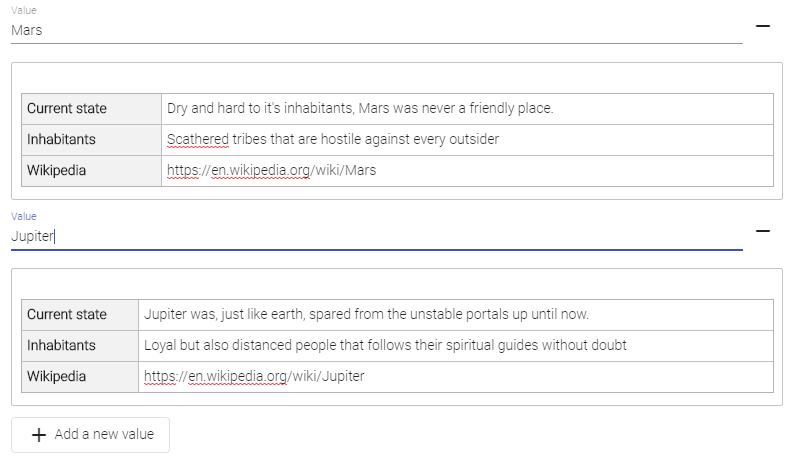 Value
Mars
Current state Dry and hard to it's inhabitants, Mars was never a friendly place.
Inhabitants Scathered tribes that are hostile against every outsider
Wikipedia https://en.wikipedia.org/wiki/Mars
Value
Jupiter
Current state Jupiter was, just like earth, spared from the unstable portals up until now.
Inhabitants Loyal but also distanced people that follows their spiritual guides without doubt
Wikipedia https://en.wikipedia.org/wiki/Jupiter
Add a new value